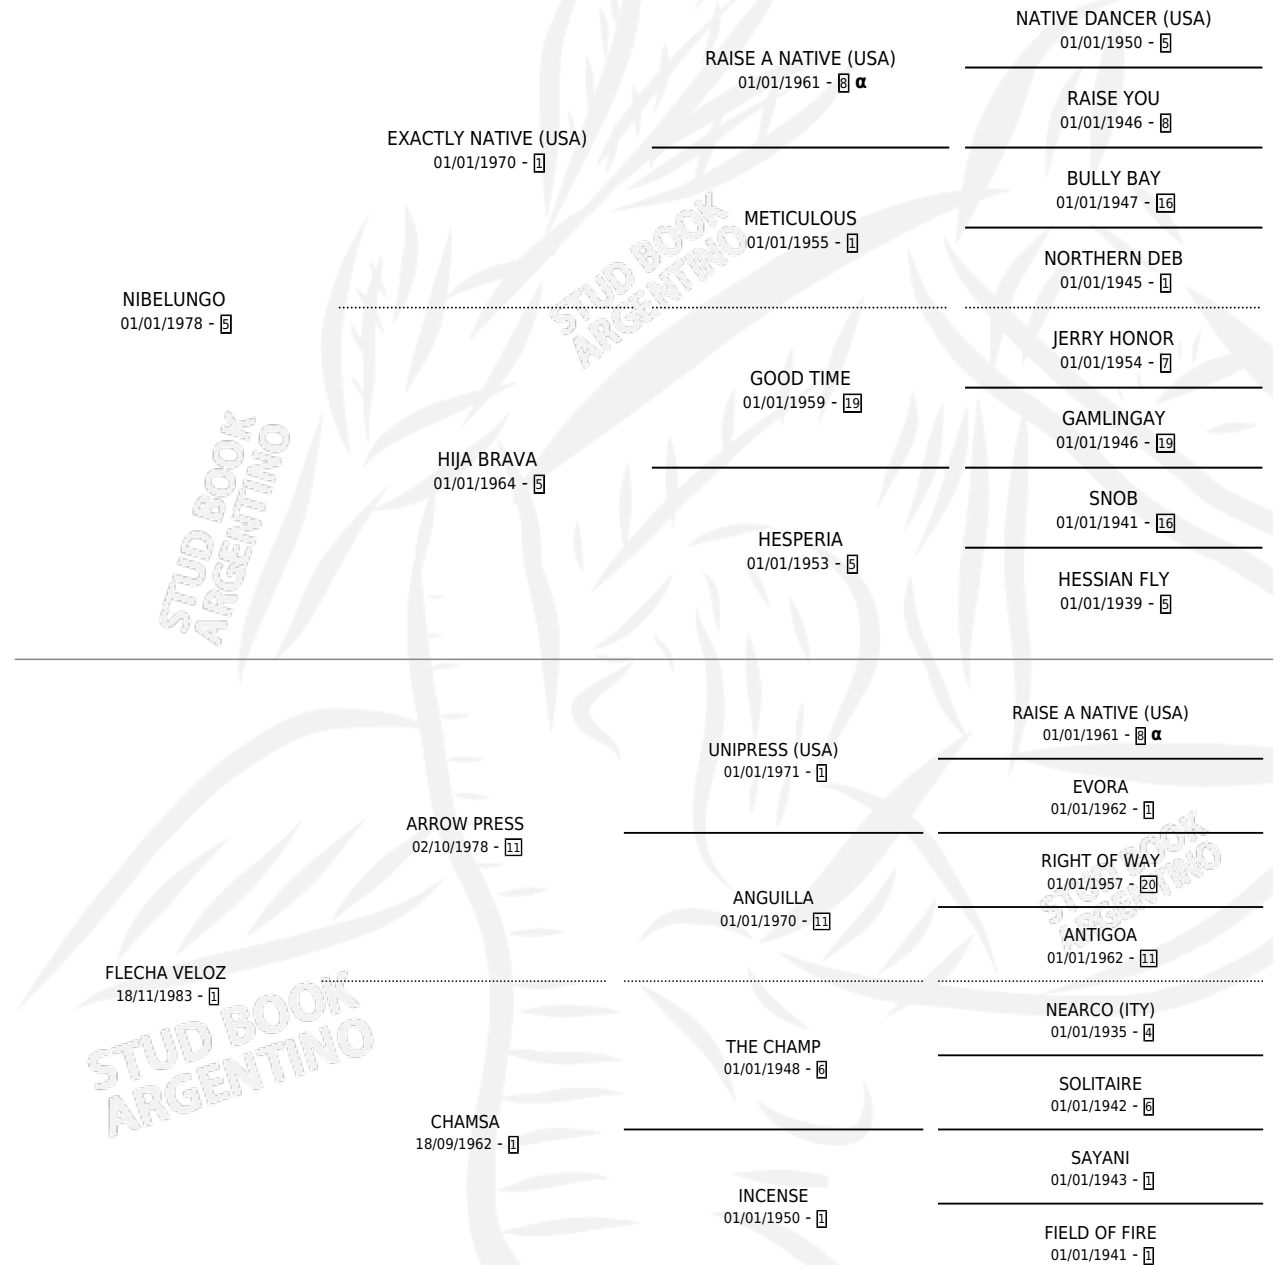 NATIVE DANCER (USA)
01/01/1950 - 5
RAISE A NATIVE (USA)
01/01/1961 - 8 α
RAISE YOU
01/01/1946 - 8
EXACTLY NATIVE (USA)
01/01/1970 - 1
BULLY BAY
01/01/1947 - 16
METICULOUS
01/01/1955 - 1
NORTHERN DEB
01/01/1945 - 1
NIBELUNGO
01/01/1978 - 5
JERRY HONOR
01/01/1954 - 7
GOOD TIME
01/01/1959 - 19
GAMLINGAY
01/01/1946 - 19
HIJA BRAVA
01/01/1964 - 5
SNOB
01/01/1941 - 16
HESPERIA
01/01/1953 - 5
HESSIAN FLY
01/01/1939 - 5
RAISE A NATIVE (USA)
01/01/1961 - 8 α
UNIPRESS (USA)
01/01/1971 - 1
EVORA
01/01/1962 - 1
ARROW PRESS
02/10/1978 - 11
RIGHT OF WAY
01/01/1957 - 20
ANGUILLA
01/01/1970 - 11
ANTIGOA
01/01/1962 - 11
FLECHA VELOZ
18/11/1983 - 1
NEARCO (ITY)
01/01/1935 - 4
THE CHAMP
01/01/1948 - 6
SOLITAIRE
01/01/1942 - 6
CHAMSA
18/09/1962 - 1
SAYANI
01/01/1943 - 1
INCENSE
01/01/1950 - 1
FIELD OF FIRE
01/01/1941 - 1
STUD BOOK
ARGENTINO
STUD BOOK
ARGENTINO
STUD BOOK
ARGENTINO
STUD BOOK
ARGENTINO